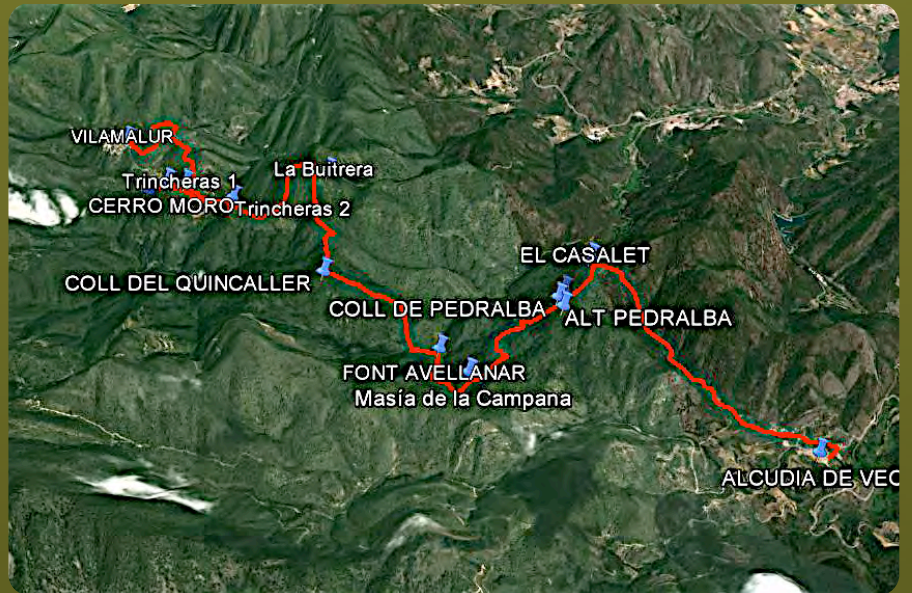 VILAMALUR
Trincheras 1
La Buitrera
CERRO MORO
Trincheras 2
COLL DEL QUINCALLER
EL CASALET
COLL DE PEDRALBA
ALT PEDRALBA
FONT AVELLANAR
Masía de la Campana
ALCUDIA DE VEO